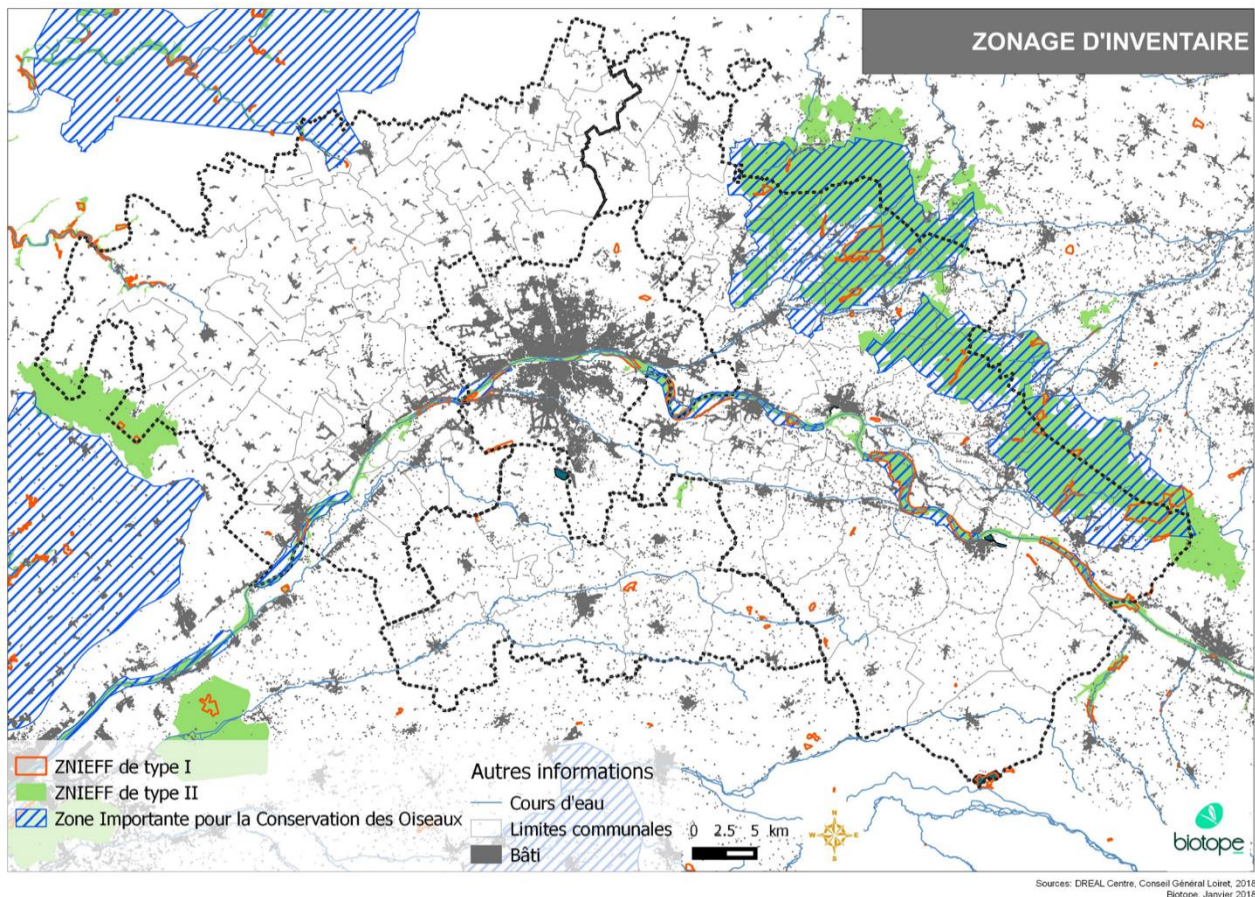 ZONAGE D'INVENTAIRE
ZNIEFF de type I
ZNIEFF de type II
Zone Importante pour la Conservation des Oiseaux
Autres informations
Cours d'eau
Limites communales
Bâti
0 2.5 5 km
N
W E
S
biotope
Sources: DREAL Centre, Conseil Général Loiret, 2018
Biotope, Janvier 2018